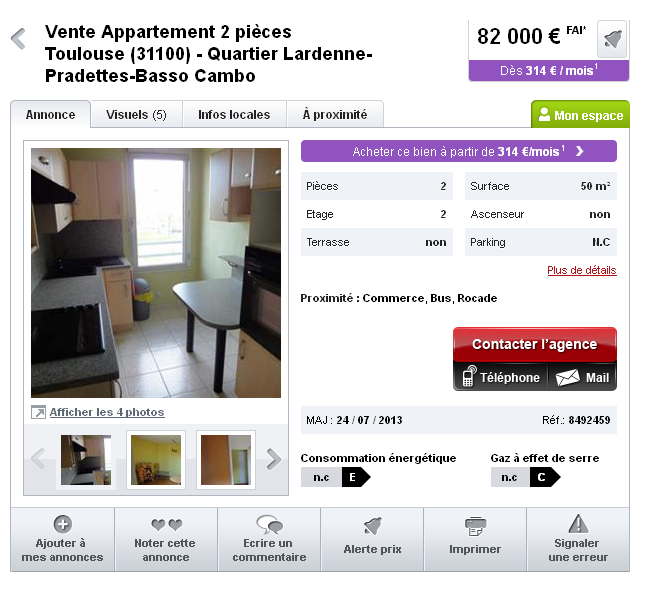 Vente Appartement 2 pièces
Toulouse (31100) - Quartier Lardenne-
Pradettes-Basso Cambo
82 000 € FAI*
Dès 314 € / mois¹
Annonce
Visuels (5)
Infos locales
À proximité
Mon espace
Acheter ce bien à partir de 314 €/mois ¹
Pièces 2
Surface 50 m²
Etage 2
Ascenseur non
Terrasse non
Parking N.C
Plus de détails
Proximité : Commerce, Bus, Rocade
Contacter l'agence
Téléphone
Mail
Afficher les 4 photos
MAJ : 24 / 07 / 2013
Réf.: 8492459
Consommation énergétique
n.c E
Gaz à effet de serre
n.c C
Ajouter à
mes annonces
Noter cette
annonce
Ecrire un
commentaire
Alerte prix
Imprimer
Signaler
une erreur